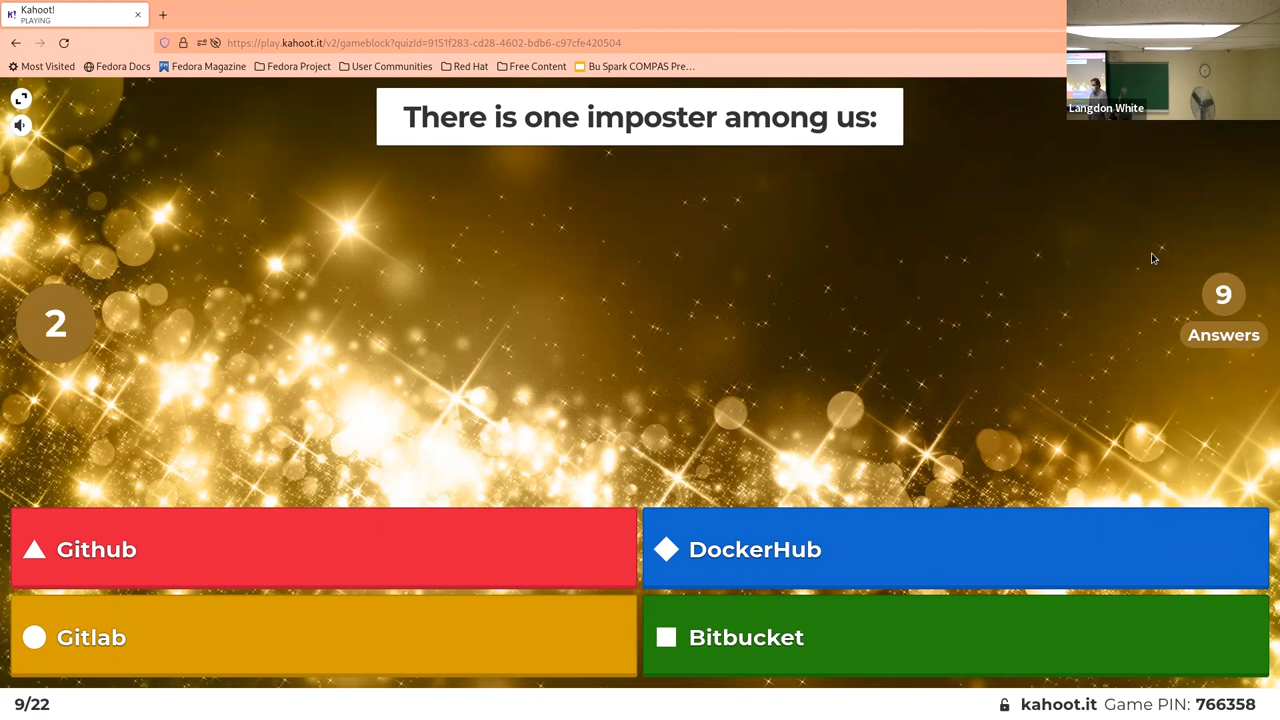 K!
Kahoot!
PLAYING
https://play.kahoot.it/v2/gameblock?quizId=9151f283-cd28-4602-bdb6-c97cfe420504
Most Visited
Fedora Docs
Fedora Magazine
Fedora Project
User Communities
Red Hat
Free Content
Bu Spark COMPAS Pre…
Langdon White
There is one imposter among us:
2
9
Answers
Github
DockerHub
Gitlab
Bitbucket
9/22
kahoot.it Game PIN: 766358